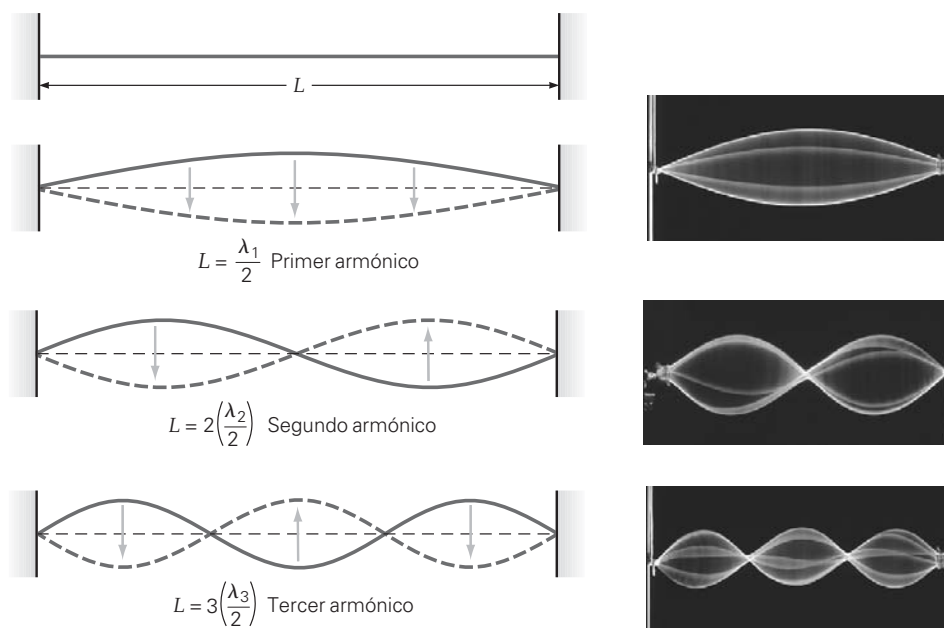 L
L = λ₁/2 Primer armónico
L = 2(λ₂/2) Segundo armónico
L = 3(λ₃/2) Tercer armónico